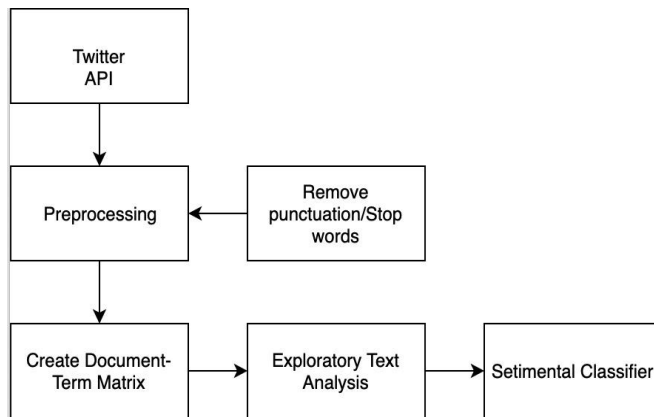 Twitter
API
Preprocessing
Remove
punctuation/Stop
words
Create Document-
Term Matrix
Exploratory Text
Analysis
Setimental Classifier